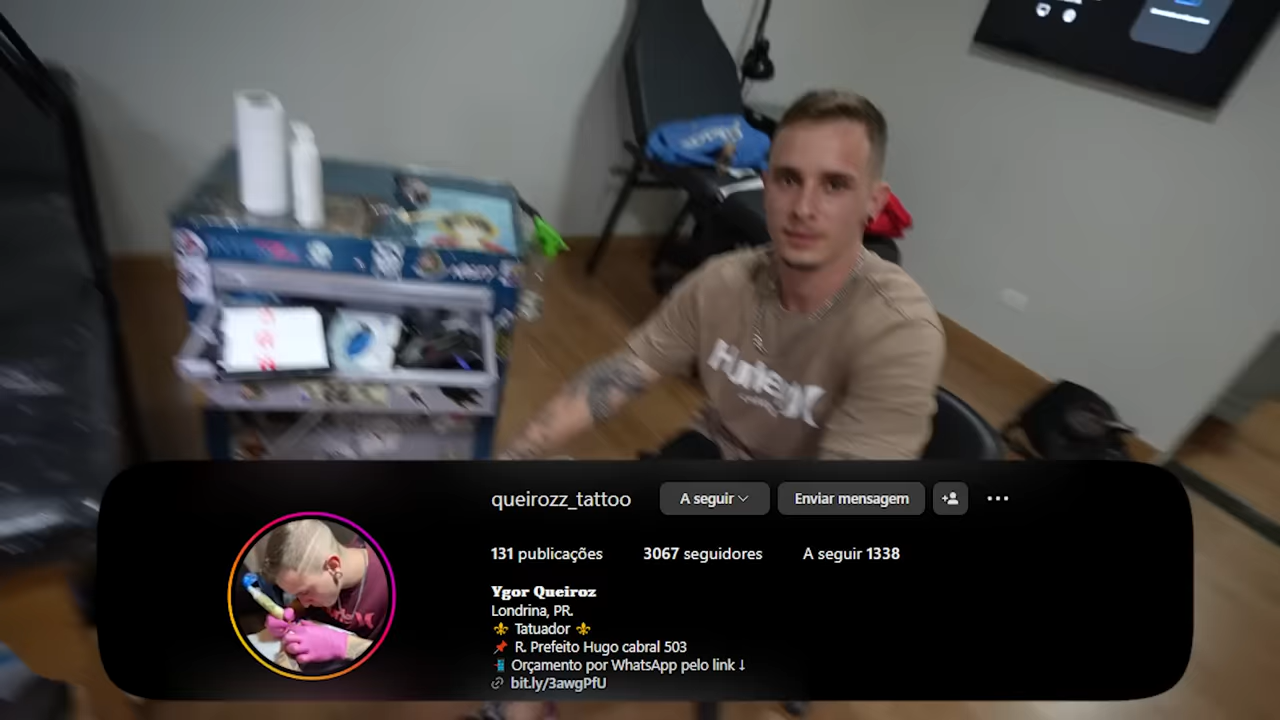 Hurley
queirozz_tattoo
A seguir
Enviar mensagem
131 publicações 3067 seguidores A seguir 1338
Ygor Queiroz
Londrina, PR.
⚜️ Tatuador ⚜️
📌 R. Prefeito Hugo cabral 503
📲 Orçamento por WhatsApp pelo link ↓
bit.ly/3awgPfU